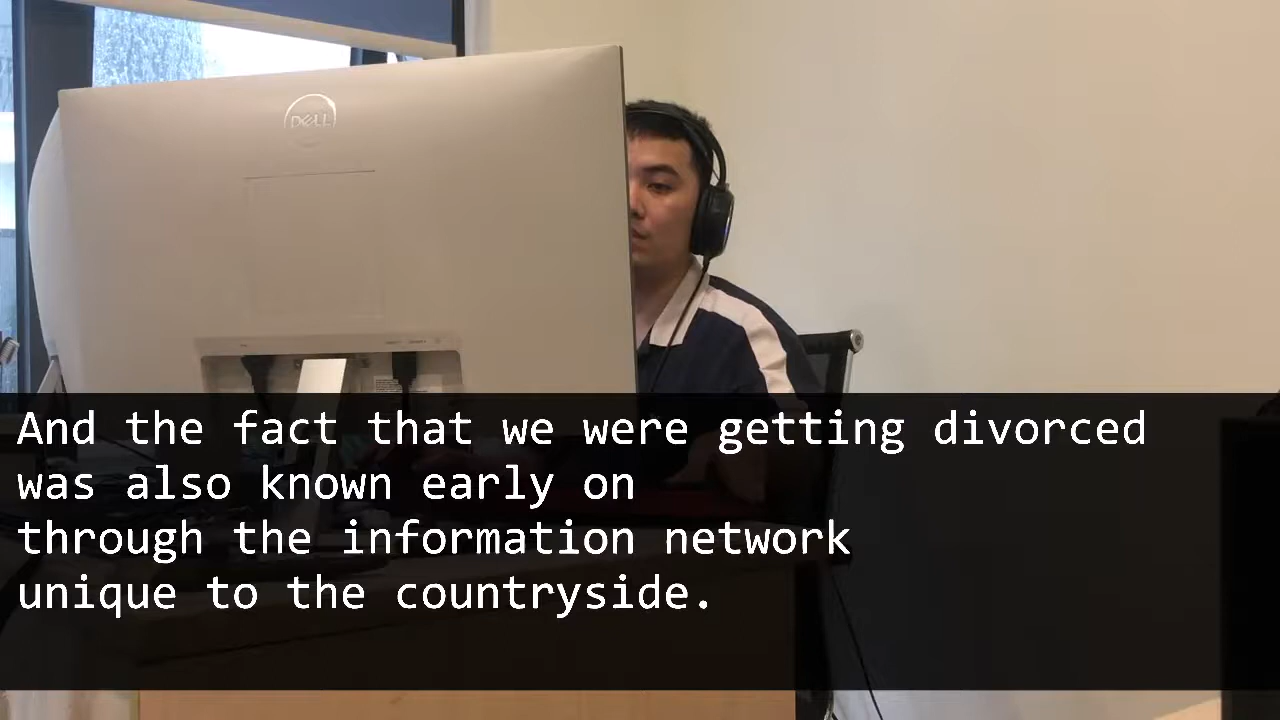 DELL
And the fact that we were getting divorced
was also known early on
through the information network
unique to the countryside.